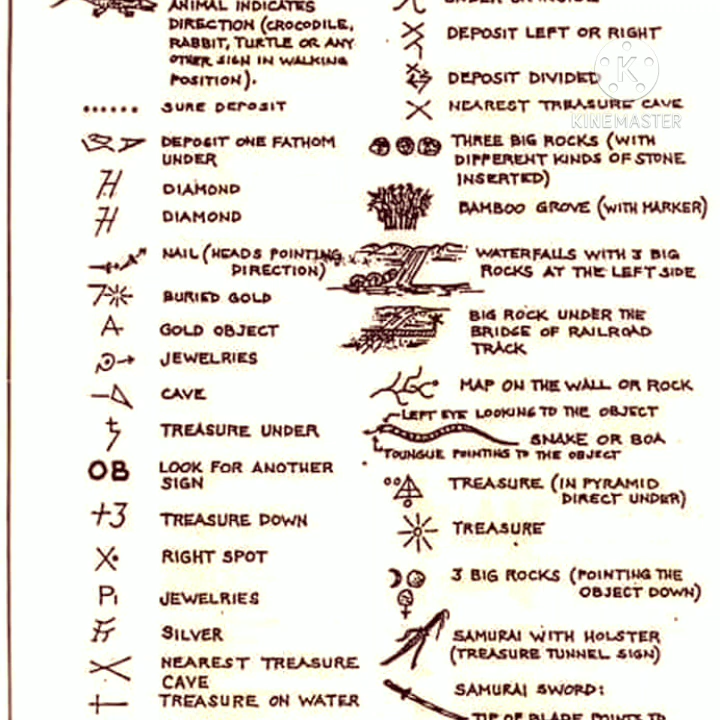 ANIMAL INDICATES
DIRECTION (CROCODILE,
RABBIT, TURTLE OR ANY
OTHER SIGN IN WALKING
POSITION).
SURE DEPOSIT
DEPOSIT ONE FATHOM
UNDER
DIAMOND
DIAMOND
NAIL (HEADS POINTING
DIRECTION)
BURIED GOLD
GOLD OBJECT
JEWELRIES
CAVE
TREASURE UNDER
OB LOOK FOR ANOTHER
SIGN
+3 TREASURE DOWN
RIGHT SPOT
JEWELRIES
SILVER
NEAREST TREASURE
CAVE
TREASURE ON WATER
DEPOSIT LEFT OR RIGHT
DEPOSIT DIVIDED
NEAREST TREASURE CAVE
THREE BIG ROCKS (WITH
DIFFERENT KINDS OF STONE
INSERTED)
BAMBOO GROVE (WITH MARKER)
WATERFALLS WITH 3 BIG
ROCKS AT THE LEFT SIDE
BIG ROCK UNDER THE
BRIDGE OF RAILROAD
TRACK
MAP ON THE WALL OR ROCK
LEFT EYE LOOKING TO THE OBJECT
SNAKE OR BOA
TOUNGUE POINTING TO THE OBJECT
TREASURE (IN PYRAMID
DIRECT UNDER)
TREASURE
3 BIG ROCKS (POINTING THE
OBJECT DOWN)
SAMURAI WITH HOLSTER
(TREASURE TUNNEL SIGN)
SAMURAI SWORD:
TIP OF BLADE POINTS TO
K
KINEMASTER